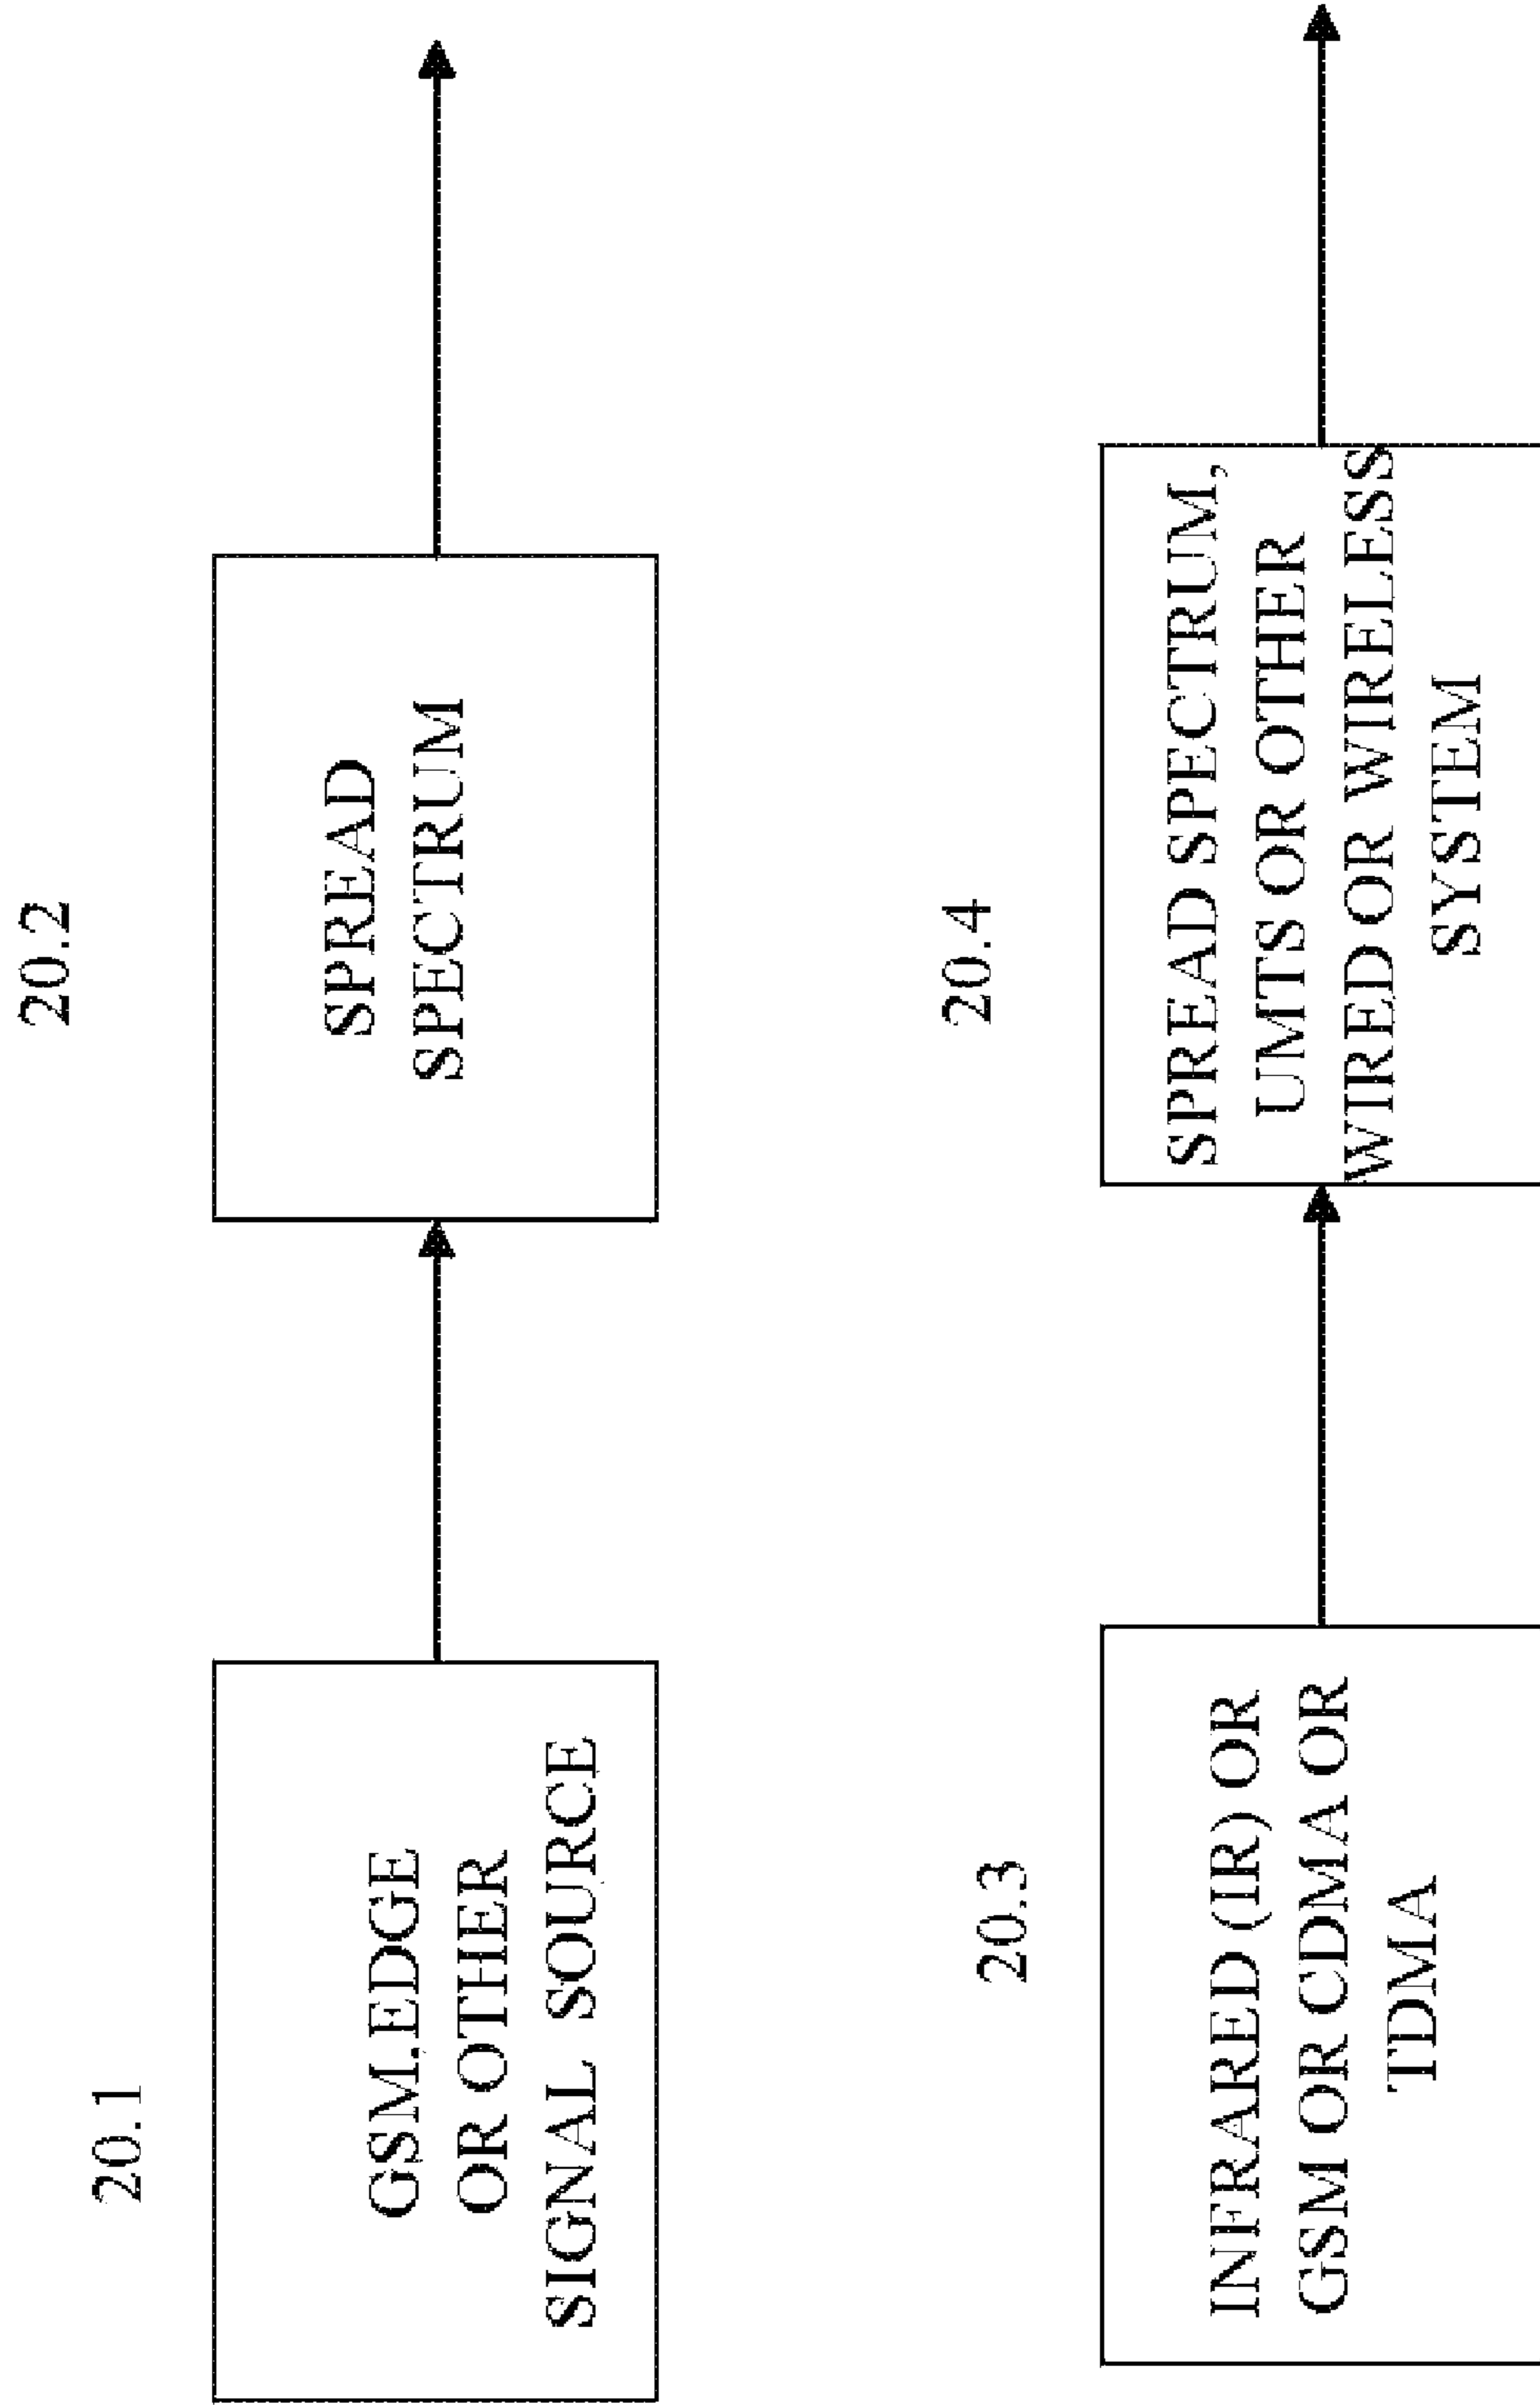 20.1
GSM,EDGE
OR OTHER
SIGNAL SOURCE
20.2
SPREAD
SPECTRUM
20.3
INFRARED (IR) OR
GSM OR CDMA OR
TDMA
20.4
SPREAD SPECTRUM,
UMTS OR OTHER
WIRED OR WIRELESS
SYSTEM